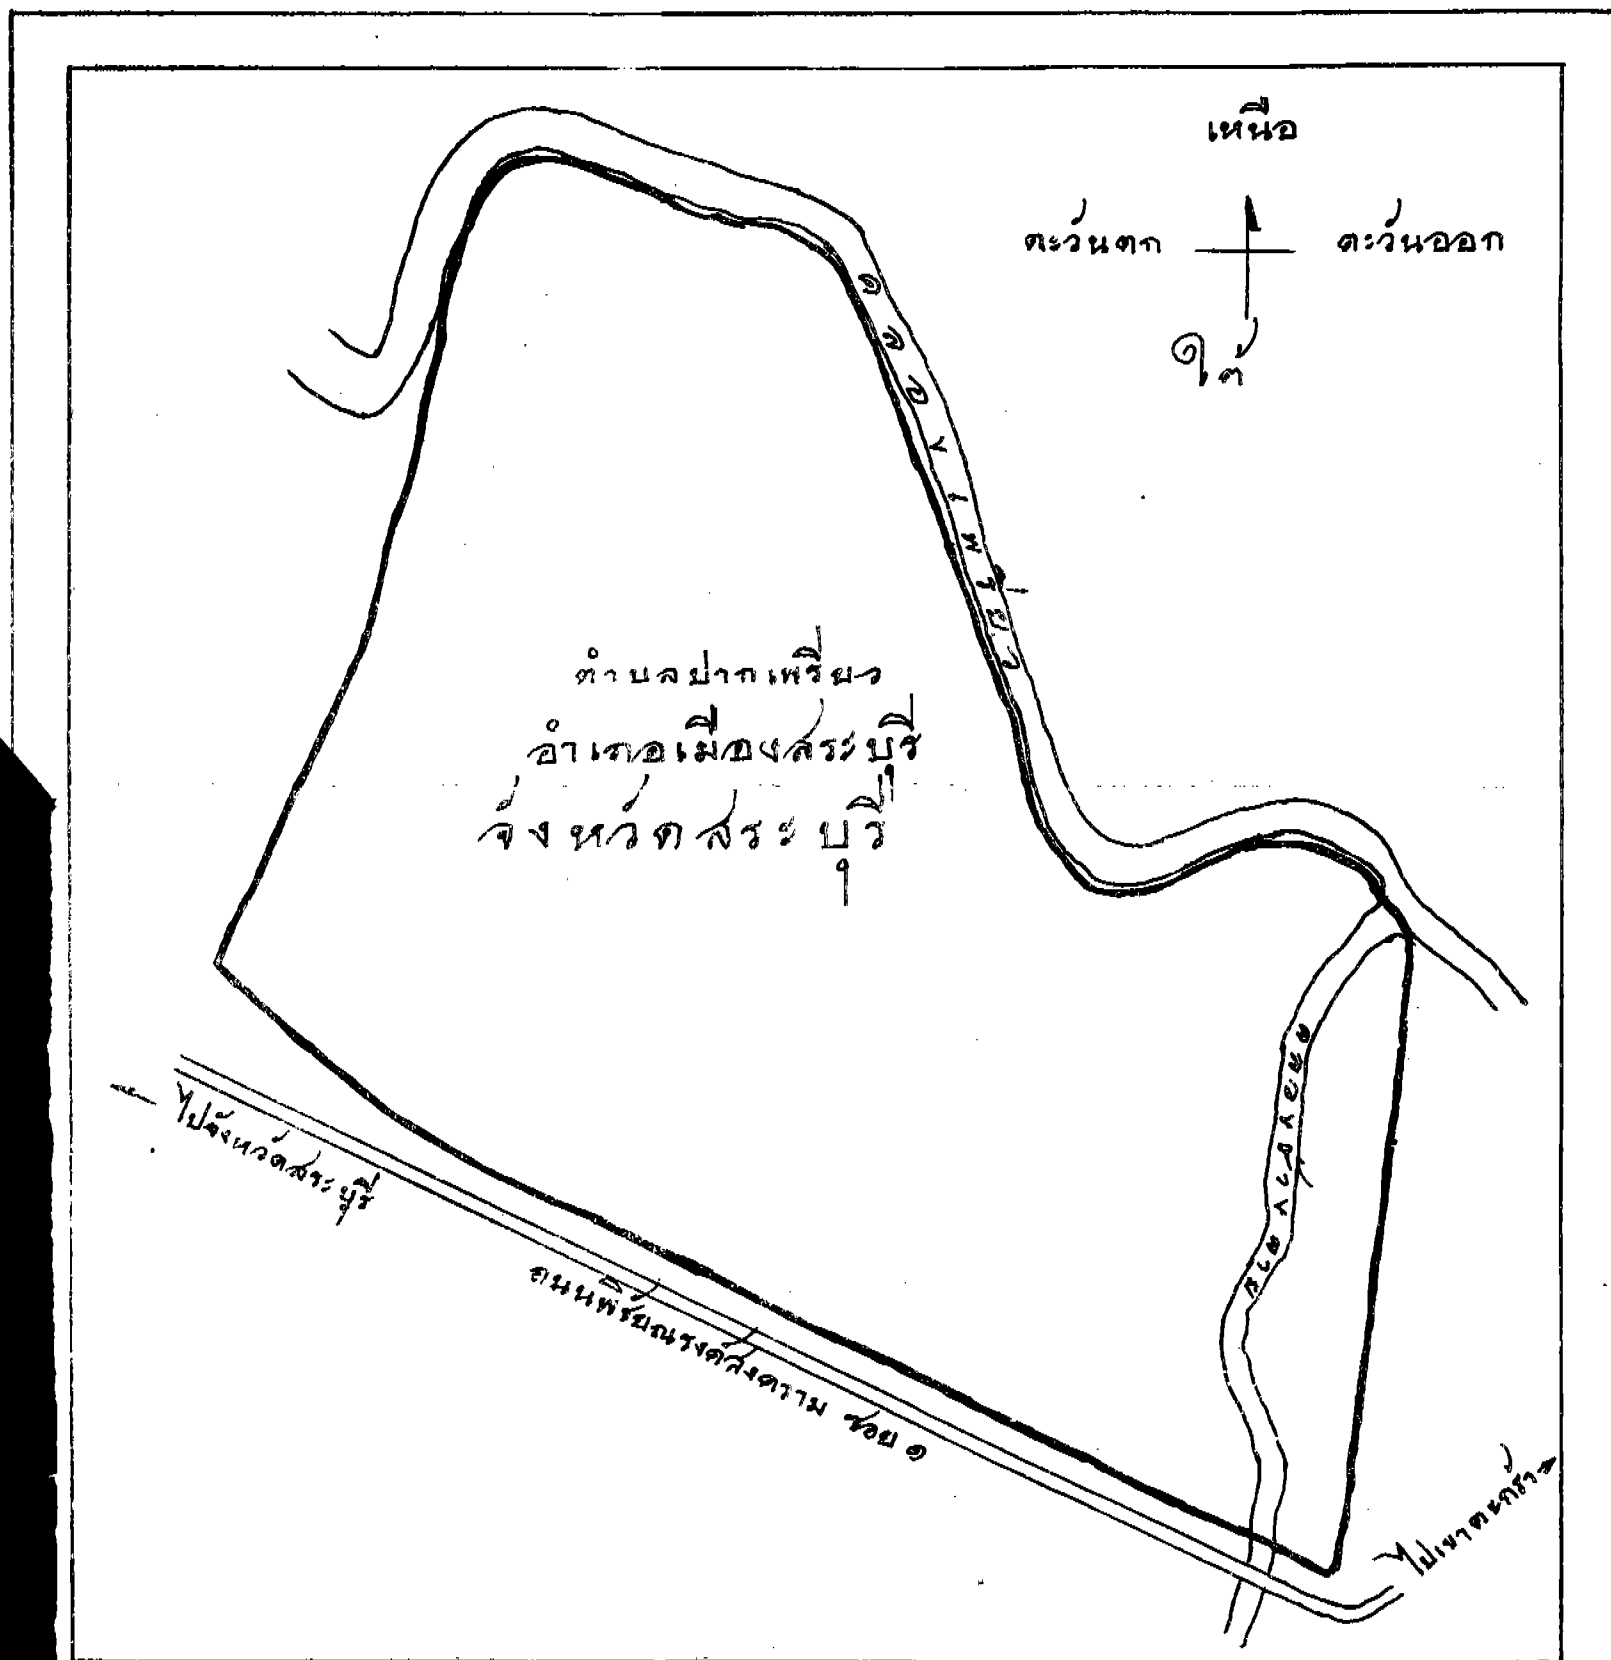 เหนือ
ตะวันตก
ตะวันออก
ใต้
ตำบลปากเพรียว
อำเภอเมืองสระบุรี
จังหวัดสระบุรี
ไปจังหวัดสระบุรี
ถนนพิชัยณรงค์สงคราม ซอย ๑
ไปเขาตะกร้า